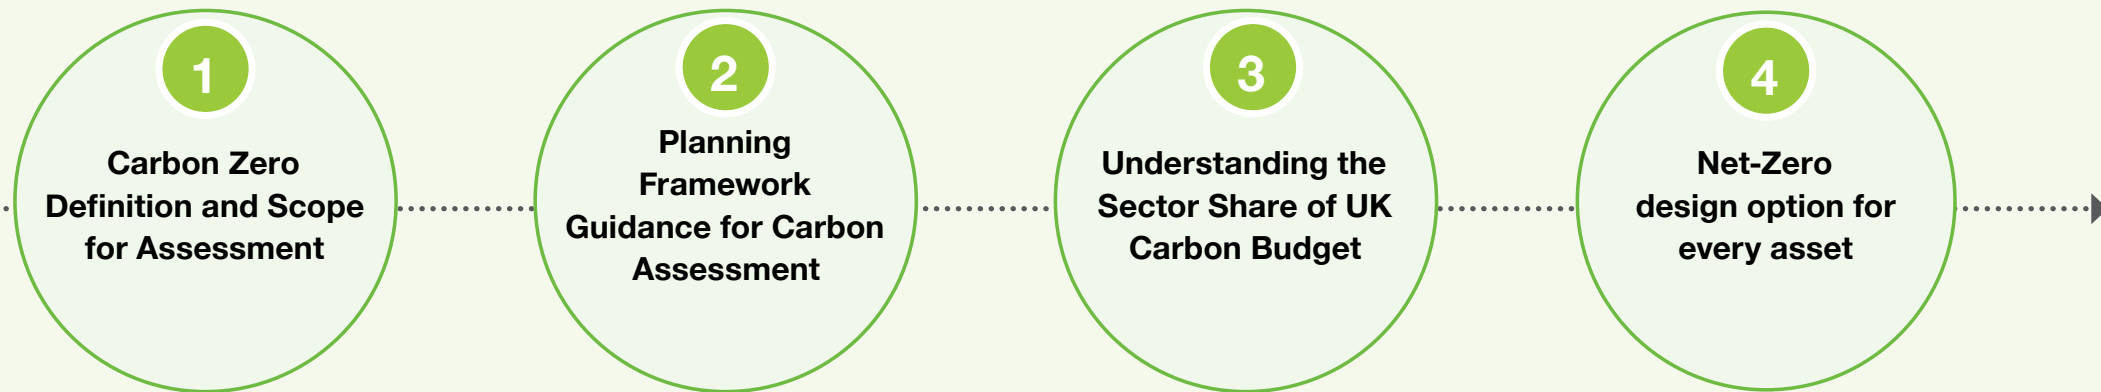 1
Carbon Zero
Definition and Scope
for Assessment
2
Planning
Framework
Guidance for Carbon
Assessment
3
Understanding the
Sector Share of UK
Carbon Budget
4
Net-Zero
design option for
every asset